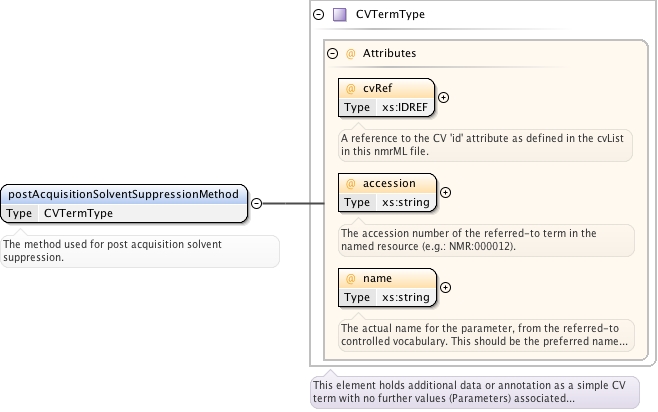 CVTermType
@ Attributes
@ cvRef
Type xs:IDREF
A reference to the CV 'id' attribute as defined in the cvList
in this nmrML file.
postAcquisitionSolventSuppressionMethod
Type CVTermType
The method used for post acquisition solvent
suppression.
@ accession
Type xs:string
The accession number of the referred-to term in the
named resource (e.g.: NMR:000012).
@ name
Type xs:string
The actual name for the parameter, from the referred-to
controlled vocabulary. This should be the preferred name...
This element holds additional data or annotation as a simple CV
term with no further values (Parameters) associated...